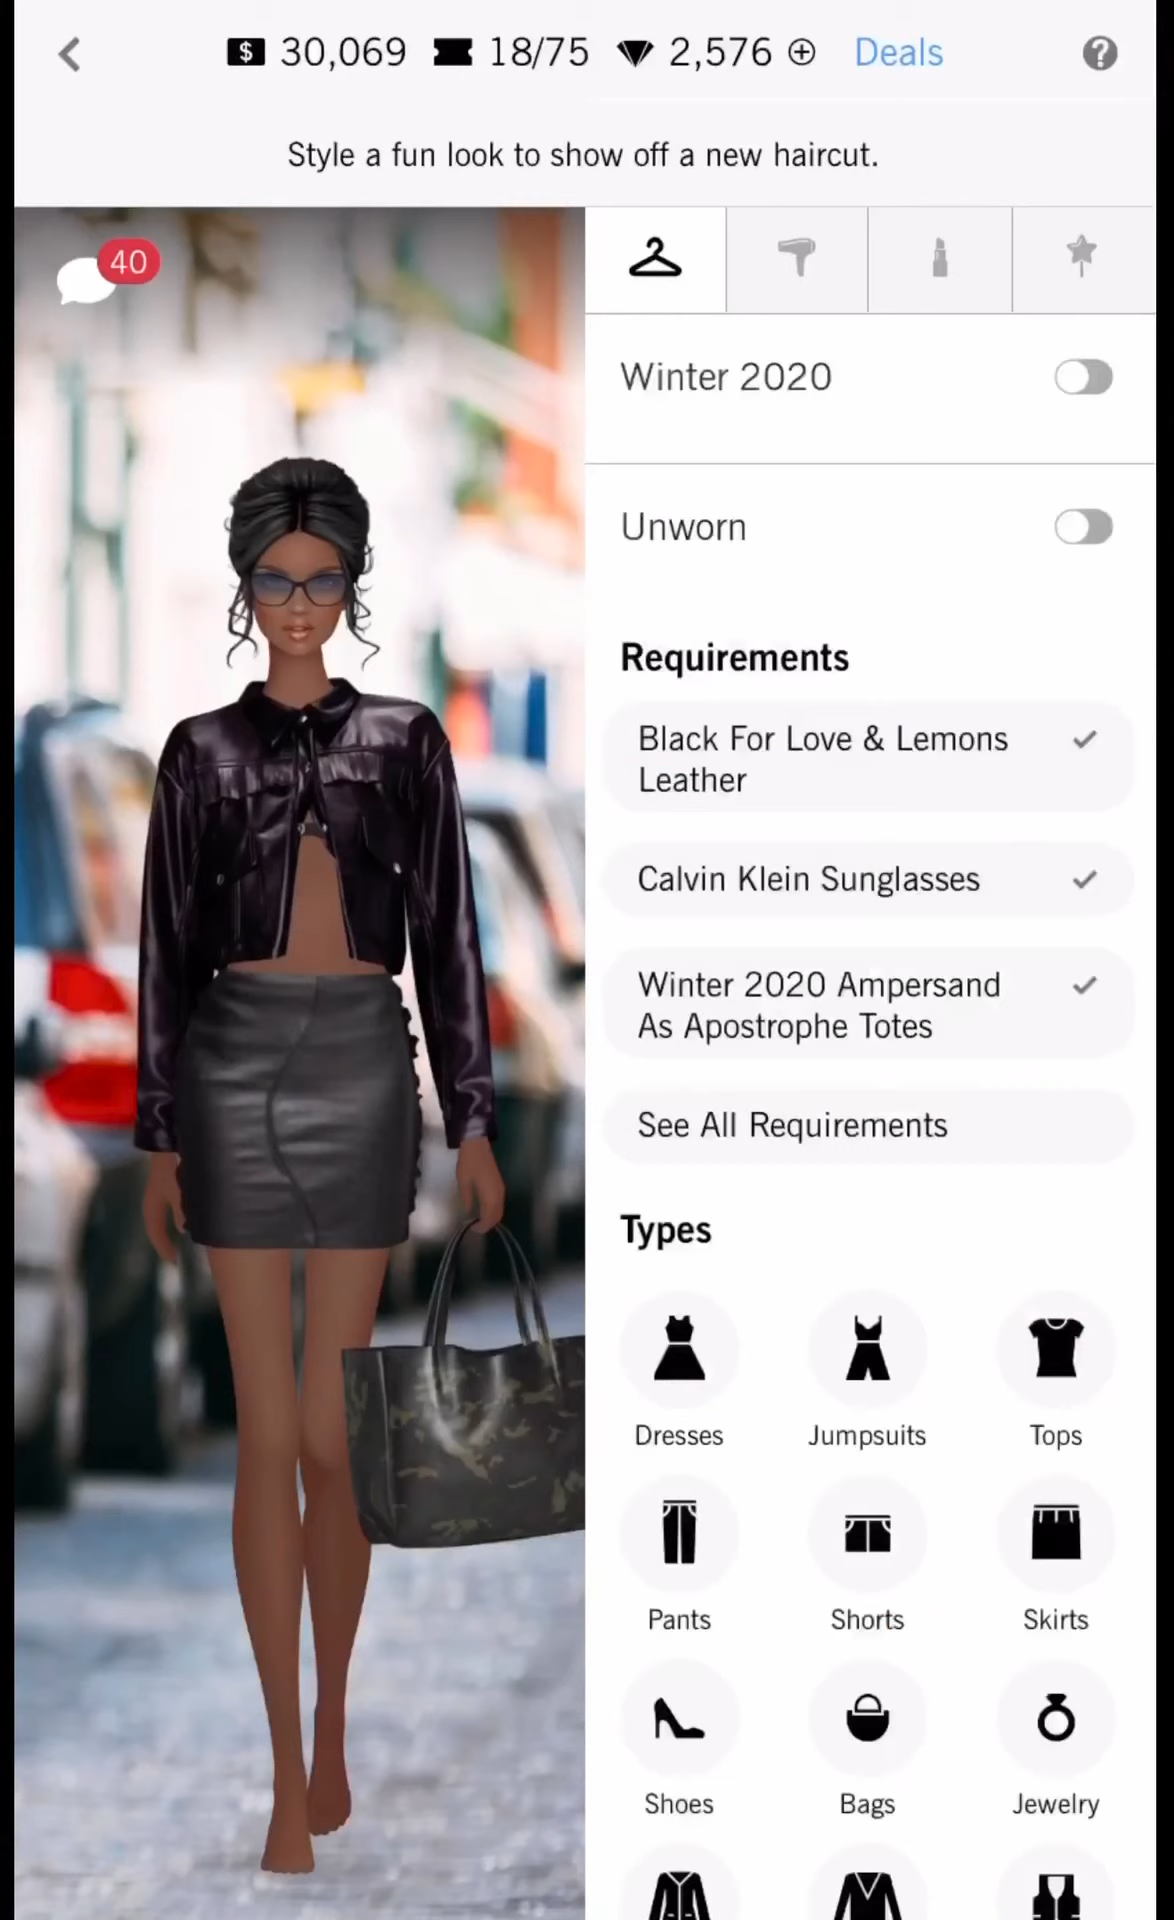 $ 30,069 18/75 2,576 Deals ?
Style a fun look to show off a new haircut.
40
Winter 2020
Unworn
Requirements
Black For Love & Lemons
Leather
Calvin Klein Sunglasses
Winter 2020 Ampersand
As Apostrophe Totes
See All Requirements
Types
Dresses Jumpsuits Tops
Pants Shorts Skirts
Shoes Bags Jewelry